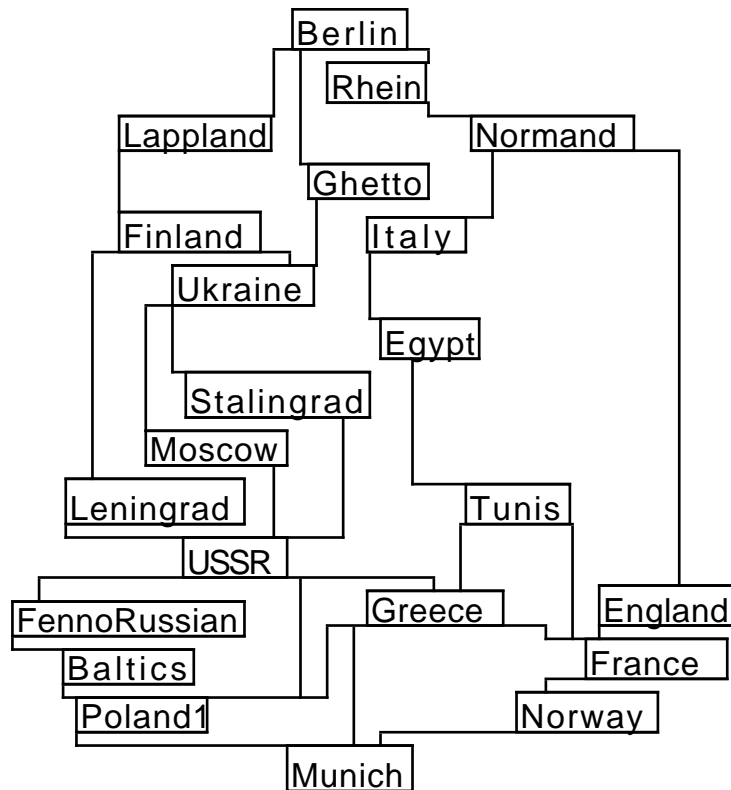 Berlin
Rhein
Lappland
Normand
Ghetto
Finland
Italy
Ukraine
Egypt
Stalingrad
Moscow
Leningrad
Tunis
USSR
FennoRussian
Greece
England
Baltics
France
Poland1
Norway
Munich